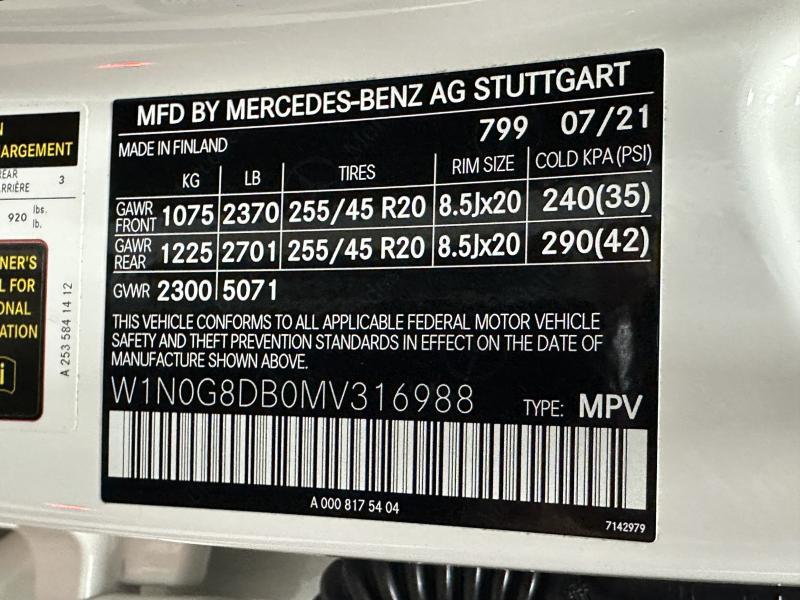 N
ARGEMENT
REAR
ARRIÈRE 3
920 lbs.
lb.
NER'S
L FOR
ONAL
ATION
i
A 253 584 14 12
MFD BY MERCEDES-BENZ AG STUTTGART
799 07/21
MADE IN FINLAND
KG LB TIRES RIM SIZE COLD KPA(PSI)
GAWR FRONT 1075 2370 255/45 R20 8.5Jx20 240(35)
GAWR REAR 1225 2701 255/45 R20 8.5Jx20 290(42)
GVWR 2300 5071
THIS VEHICLE CONFORMS TO ALL APPLICABLE FEDERAL MOTOR VEHICLE
SAFETY AND THEFT PREVENTION STANDARDS IN EFFECT ON THE DATE OF
MANUFACTURE SHOWN ABOVE.
W1N0G8DB0MV316988 TYPE: MPV
A 000 817 54 04
7142979